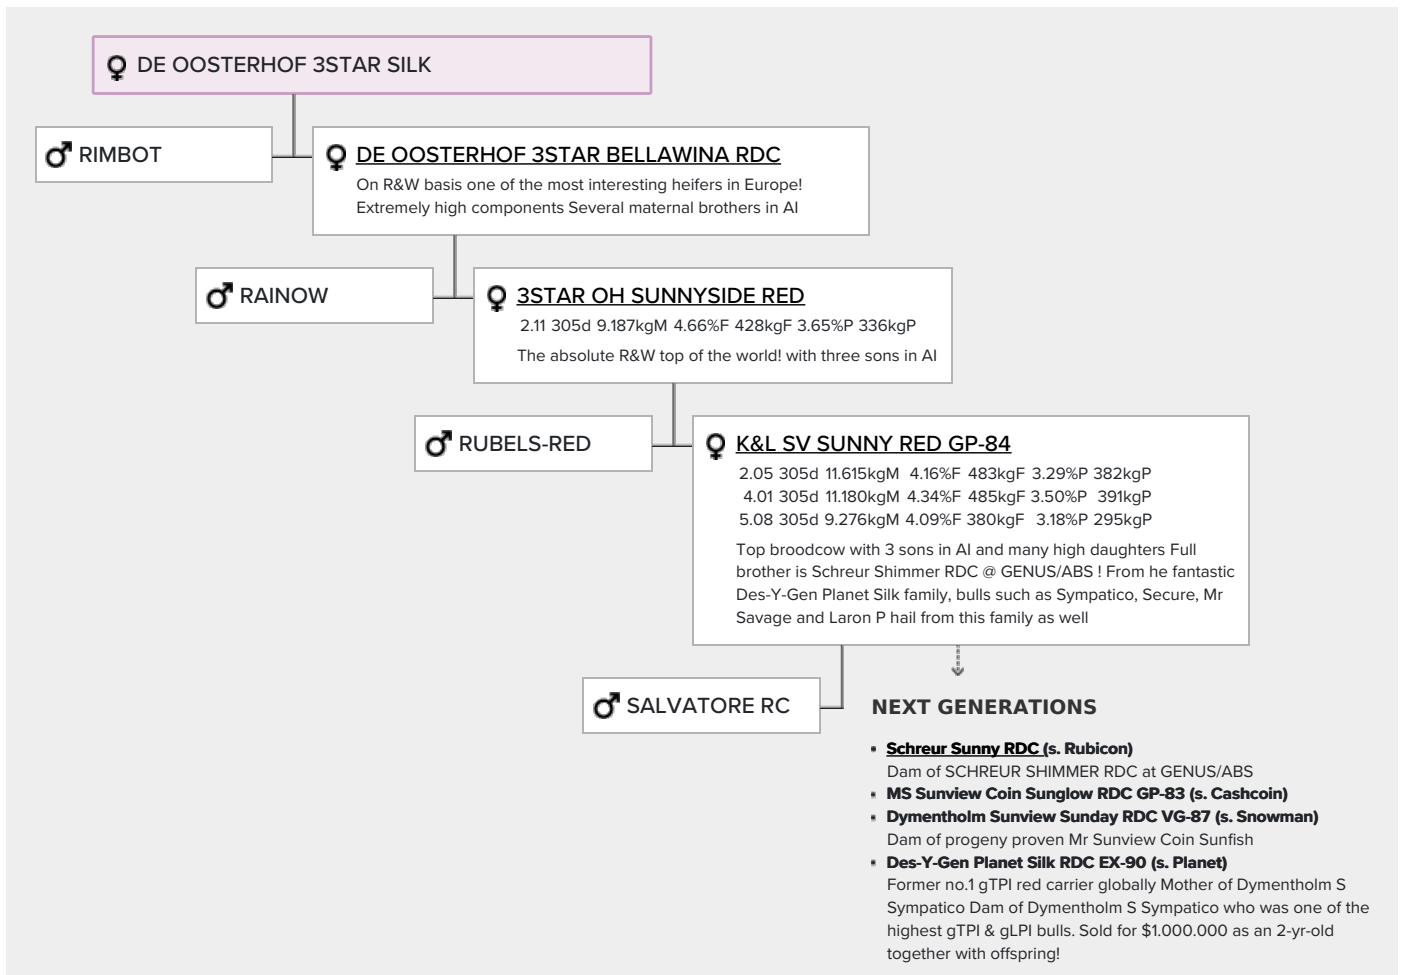 DE OOSTERHOF 3STAR SILK
RIMBOT
DE OOSTERHOF 3STAR BELLAWINA RDC
On R&W basis one of the most interesting heifers in Europe!
Extremely high components Several maternal brothers in AI
RAINOW
3STAR OH SUNNYSIDE RED
2.11 305d 9.187kgM 4.66%F 428kgF 3.65%P 336kgP
The absolute R&W top of the world! with three sons in AI
RUBELS-RED
K&L SV SUNNY RED GP-84
2.05 305d 11.615kgM 4.16%F 483kgF 3.29%P 382kgP
4.01 305d 11.180kgM 4.34%F 485kgF 3.50%P 391kgP
5.08 305d 9.276kgM 4.09%F 380kgF 3.18%P 295kgP
Top broodcow with 3 sons in AI and many high daughters Full
brother is Schreur Shimmer RDC @ GENUS/ABS ! From he fantastic
Des-Y-Gen Planet Silk family, bulls such as Sympatico, Secure, Mr
Savage and Laron P hail from this family as well
SALVATORE RC
NEXT GENERATIONS
Schreur Sunny RDC (s. Rubicon)
Dam of SCHREUR SHIMMER RDC at GENUS/ABS
MS Sunview Coin Sunglow RDC GP-83 (s. Cashcoin)
Dymentholm Sunview Sunday RDC VG-87 (s. Snowman)
Dam of progeny proven Mr Sunview Coin Sunfish
Des-Y-Gen Planet Silk RDC EX-90 (s. Planet)
Former no.1 gTPI red carrier globally Mother of Dymentholm S
Sympatico Dam of Dymentholm S Sympatico who was one of the
highest gTPI & gLPI bulls. Sold for $1.000.000 as an 2-yr-old
together with offspring!